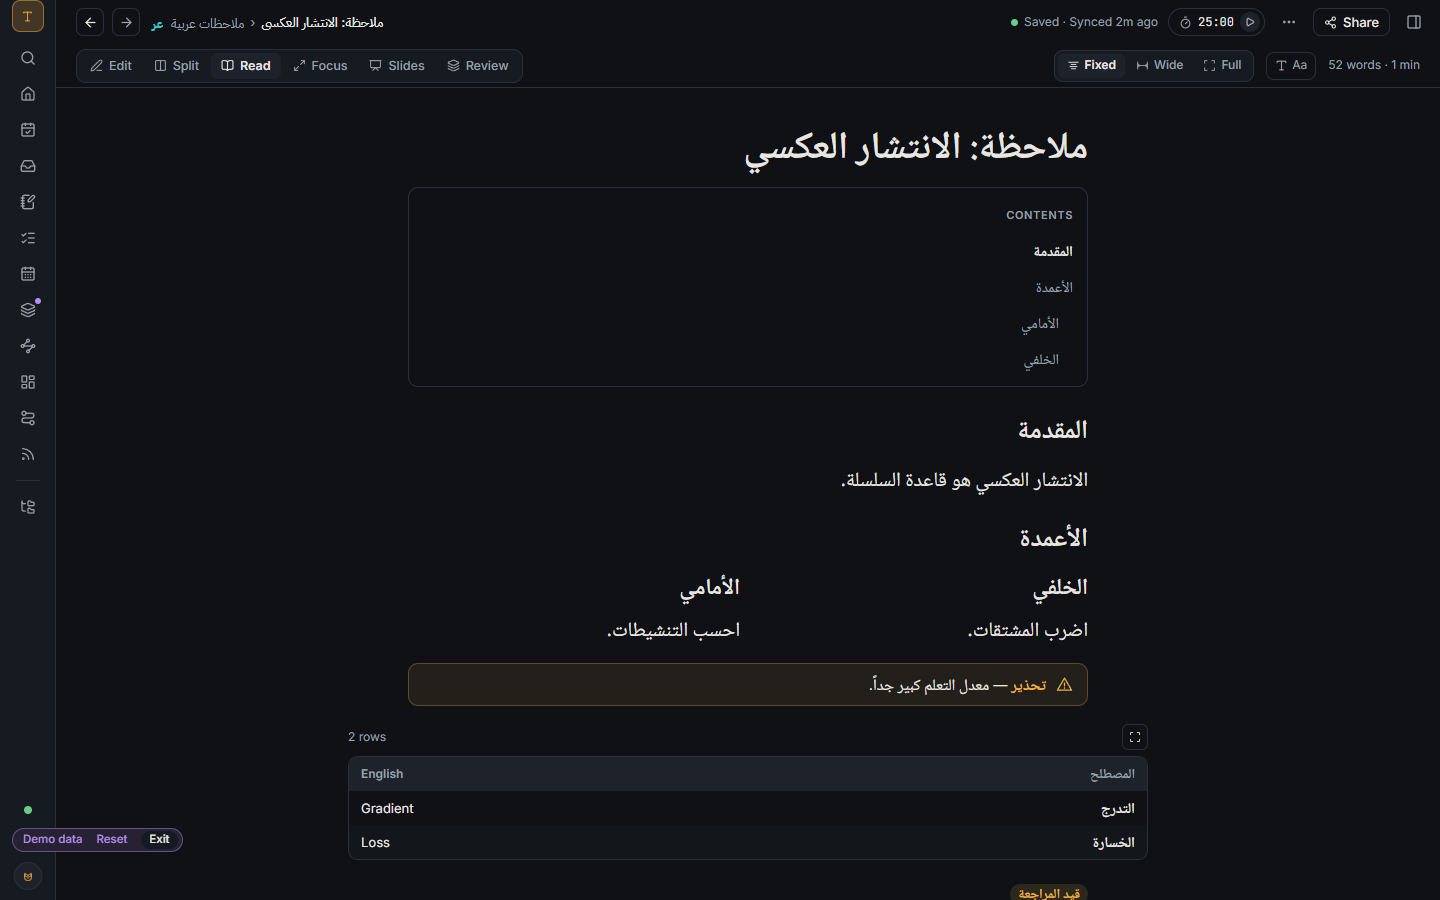 T
عر ملاحظات عربية › ملاحظة: الانتشار العكسي
Saved · Synced 2m ago
25:00
Share
Edit Split Read Focus Slides Review
Fixed Wide Full
Aa
52 words · 1 min
ملاحظة: الانتشار العكسي
CONTENTS
المقدمة
الأعمدة
الأمامي
الخلفي
المقدمة
الانتشار العكسي هو قاعدة السلسلة.
الأعمدة
الخلفي
اضرب المشتقات.
الأمامي
احسب التنشيطات.
تحذير — معدل التعلم كبير جداً.
2 rows
المصطلح English
التدرج Gradient
الخسارة Loss
قيد المراجعة
Demo data Reset Exit